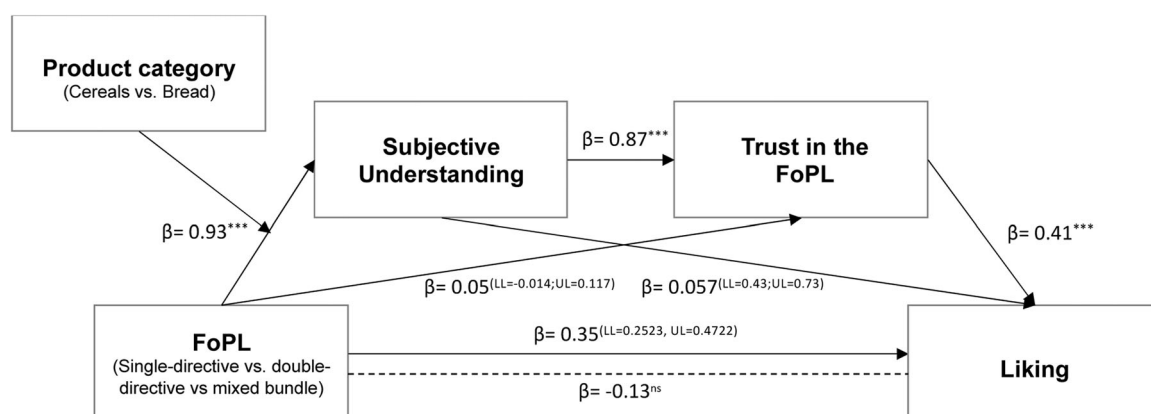 Product category
(Cereals vs. Bread)
Subjective
Understanding
β= 0.87***
Trust in the
FoPL
β= 0.93***
β= 0.41***
β= 0.05(LL=-0.014;UL=0.117)
β= 0.057(LL=0.43;UL=0.73)
FoPL
(Single-directive vs. double-
directive vs mixed bundle)
β= 0.35(LL=0.2523, UL=0.4722)
β= -0.13ns
Liking